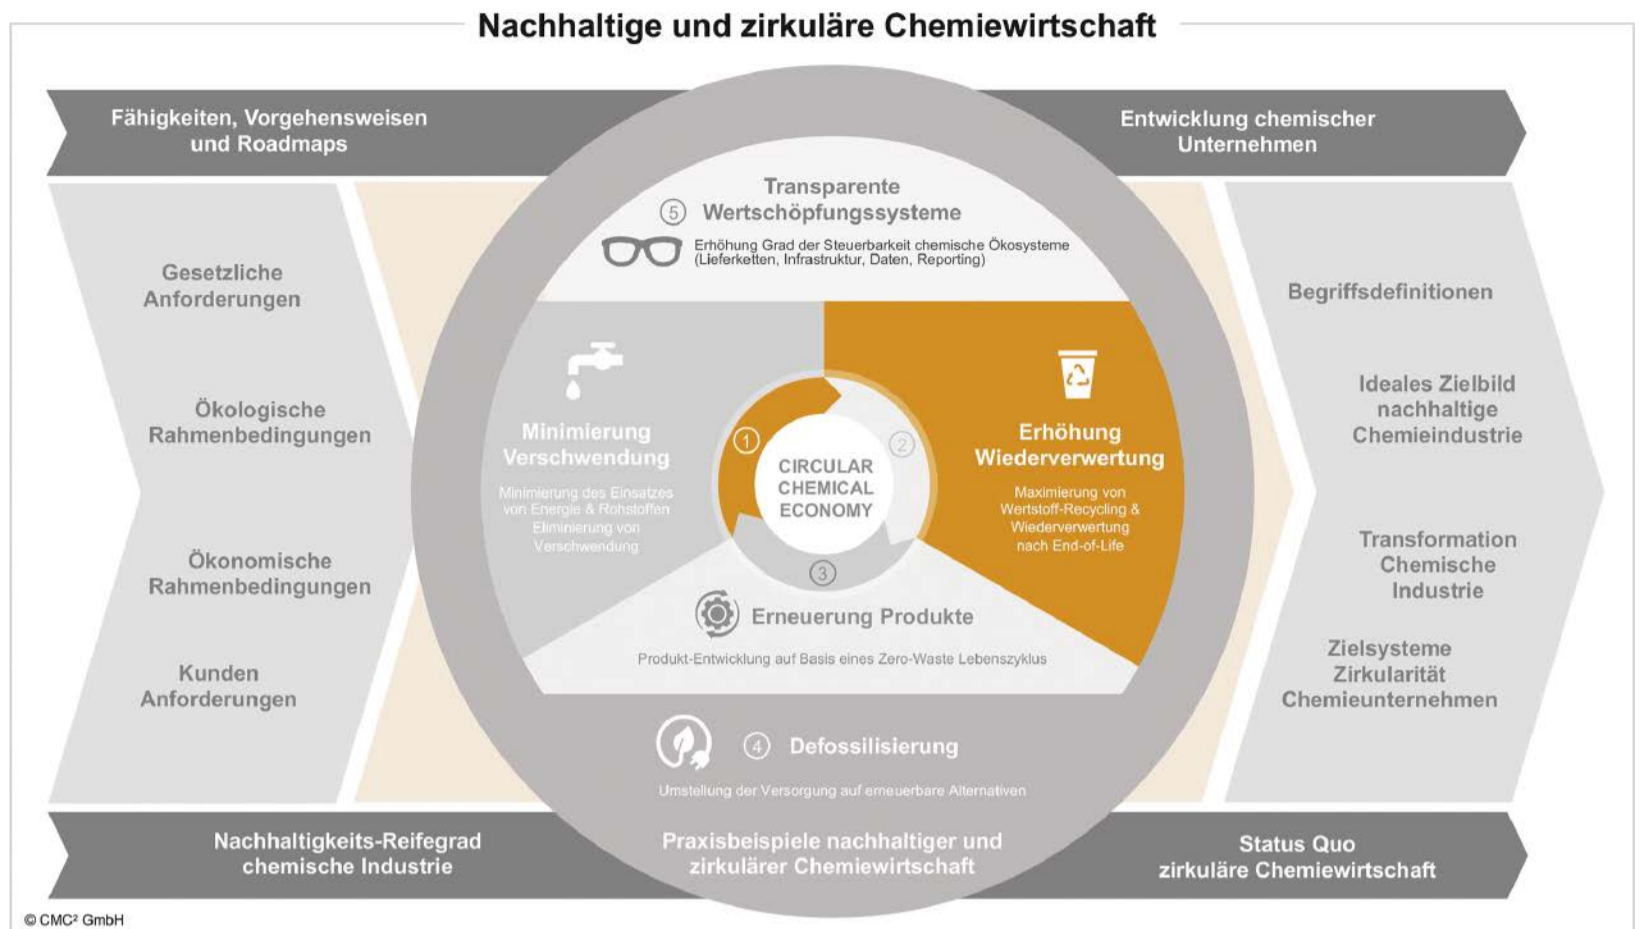 Nachhaltige und zirkuläre Chemiewirtschaft
Fähigkeiten, Vorgehensweisen
und Roadmaps
Entwicklung chemischer
Unternehmen
Gesetzliche
Anforderungen
Ökologische
Rahmenbedingungen
Ökonomische
Rahmenbedingungen
Kunden
Anforderungen
Transparente
5 Wertschöpfungssysteme
Erhöhung Grad der Steuerbarkeit chemische Ökosysteme
(Lieferketten, Infrastruktur, Daten, Reporting)
Minimierung
Verschwendung
Minimierung des Einsatzes
von Energie & Rohstoffen
Eliminierung von
Verschwendung
1
2
3
CIRCULAR
CHEMICAL
ECONOMY
Erhöhung
Wiederverwertung
Maximierung von
Wertstoff-Recycling &
Wiederverwertung
nach End-of-Life
Erneuerung Produkte
Produkt-Entwicklung auf Basis eines Zero-Waste Lebenszyklus
4 Defossilisierung
Umstellung der Versorgung auf erneuerbare Alternativen
Begriffsdefinitionen
Ideales Zielbild
nachhaltige
Chemieindustrie
Transformation
Chemische
Industrie
Zielsysteme
Zirkularität
Chemieunternehmen
Nachhaltigkeits-Reifegrad
chemische Industrie
Praxisbeispiele nachhaltiger und
zirkulärer Chemiewirtschaft
Status Quo
zirkuläre Chemiewirtschaft
© CMC² GmbH